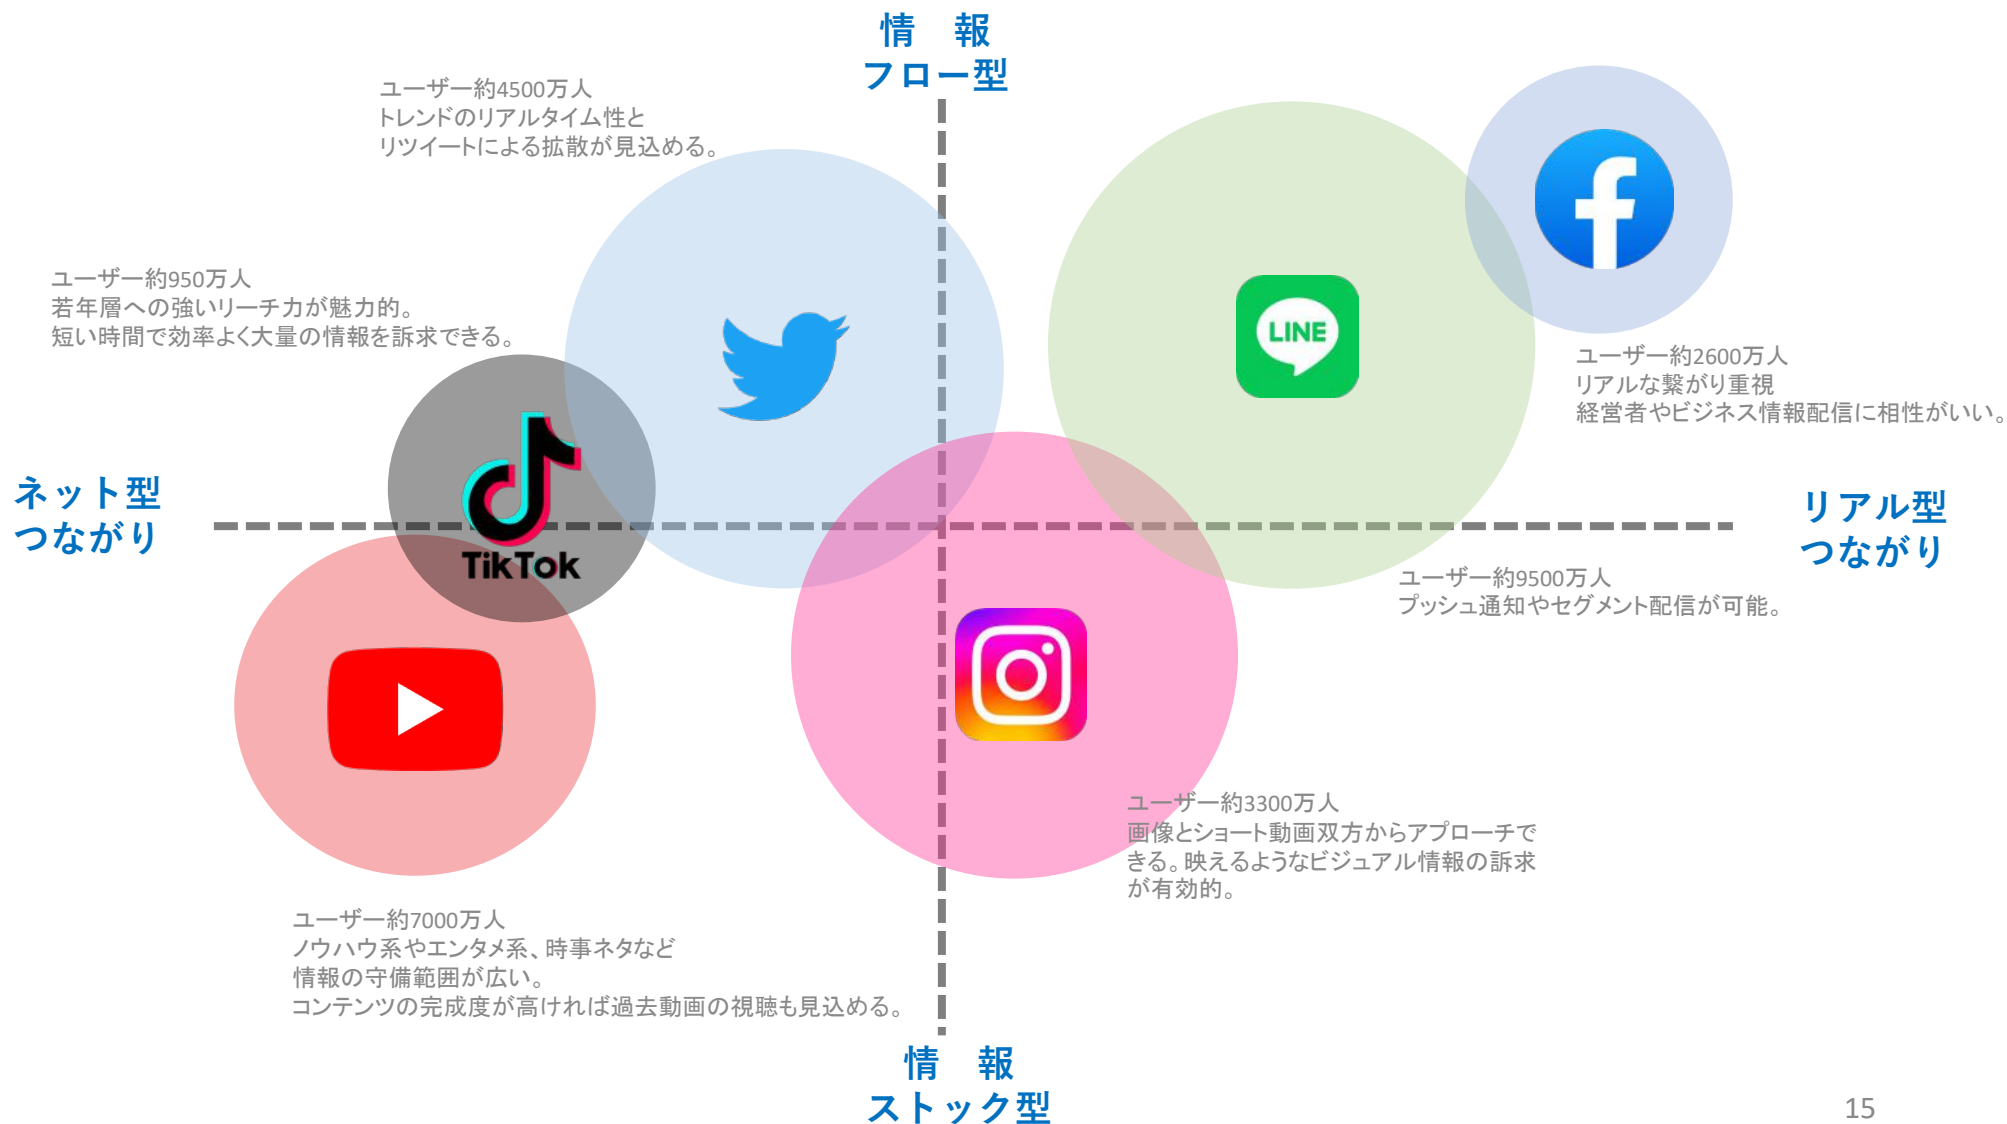 情　報
フロー型
ユーザー約4500万人
トレンドのリアルタイム性と
リツイートによる拡散が見込める。
ユーザー約950万人
若年層への強いリーチ力が魅力的。
短い時間で効率よく大量の情報を訴求できる。
LINE
ユーザー約2600万人
リアルな繋がり重視
経営者やビジネス情報配信に相性がいい。
ネット型
つながり
TikTok
リアル型
つながり
ユーザー約9500万人
プッシュ通知やセグメント配信が可能。
ユーザー約3300万人
画像とショート動画双方からアプローチで
きる。映えるようなビジュアル情報の訴求
が有効的。
ユーザー約7000万人
ノウハウ系やエンタメ系、時事ネタなど
情報の守備範囲が広い。
コンテンツの完成度が高ければ過去動画の視聴も見込める。
情　報
ストック型
15